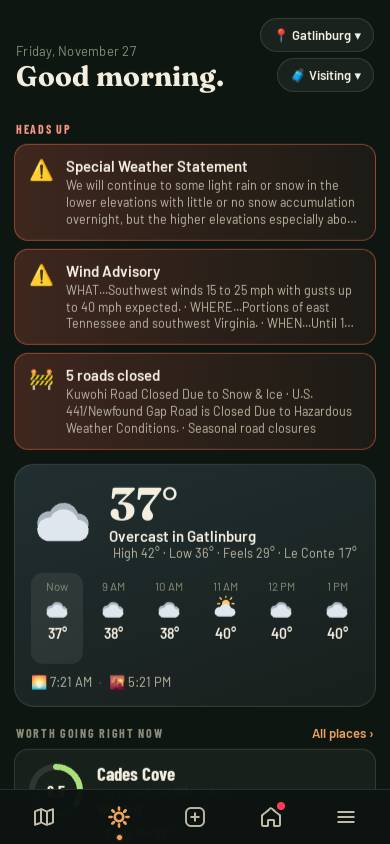 Friday, November 27
Good morning.
Gatlinburg ▾
Visiting ▾
HEADS UP
Special Weather Statement
We will continue to some light rain or snow in the
lower elevations with little or no snow accumulation
overnight, but the higher elevations especially abo...
Wind Advisory
WHAT...Southwest winds 15 to 25 mph with gusts up
to 40 mph expected. · WHERE...Portions of east
Tennessee and southwest Virginia. · WHEN...Until 1...
5 roads closed
Kuwohi Road Closed Due to Snow & Ice · U.S.
441/Newfound Gap Road is Closed Due to Hazardous
Weather Conditions. · Seasonal road closures
37°
Overcast in Gatlinburg
High 42° · Low 36° · Feels 29° · Le Conte 17°
Now 9 AM 10 AM 11 AM 12 PM 1 PM
37° 38° 38° 40° 40° 40°
7:21 AM · 5:21 PM
WORTH GOING RIGHT NOW
All places ›
Cades Cove